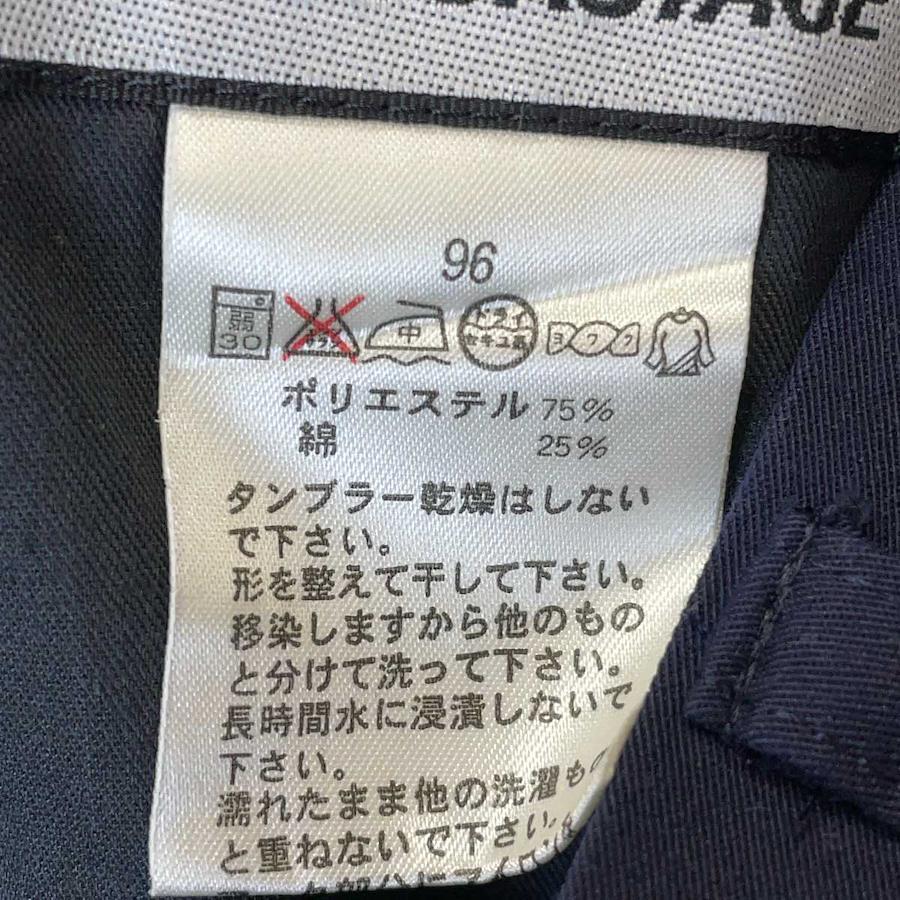 96
弱
30
中
ドライ
セキユ系
ヨワク
ポリエステル 75%
綿 25%
タンブラー乾燥はしない
で下さい。
形を整えて干して下さい。
移染しますから他のもの
と分けて洗って下さい。
長時間水に浸漬しないで
下さい。
濡れたまま他の洗濯もの
と重ねないで下さい。